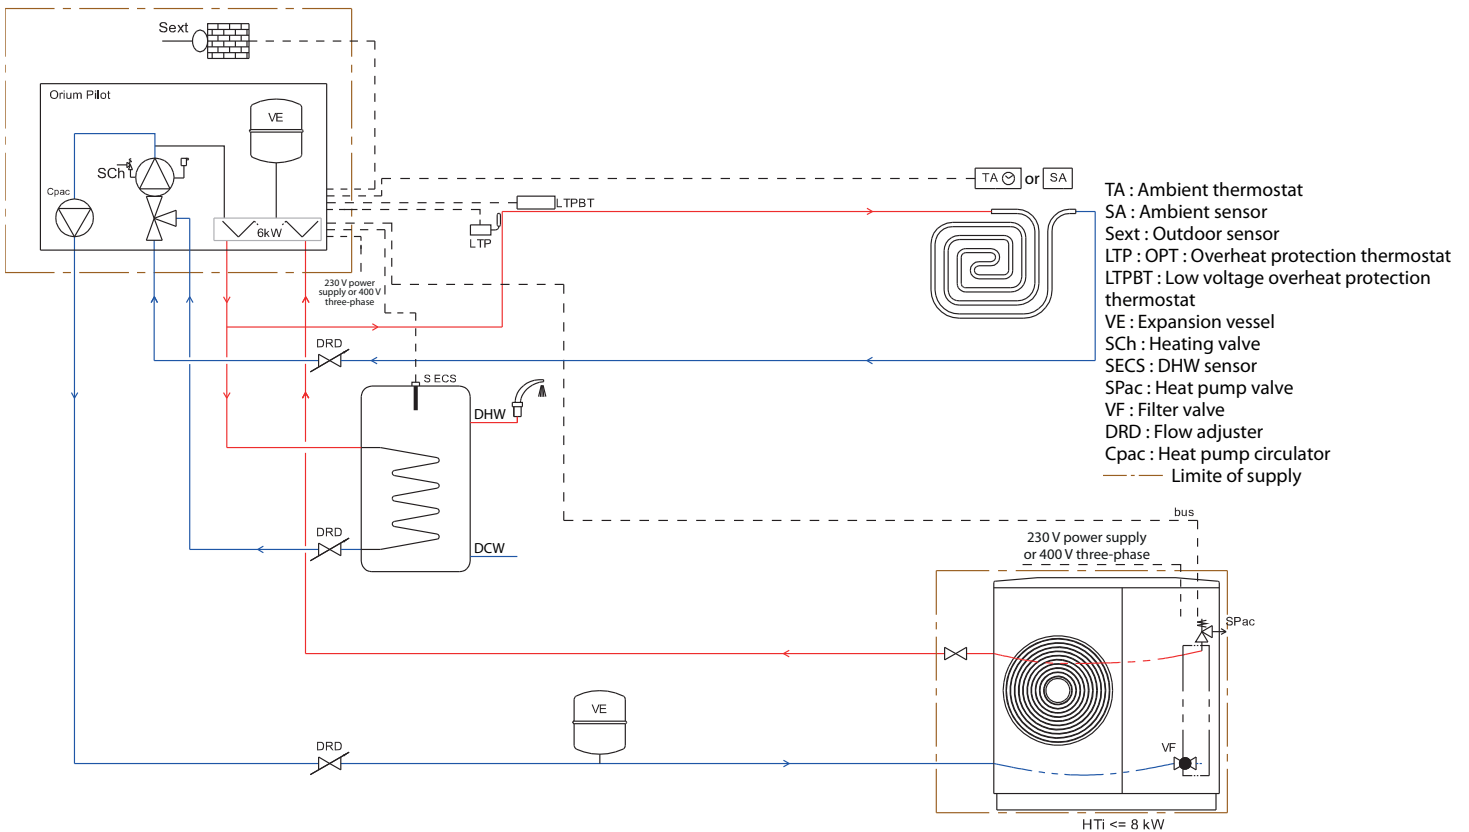 Sext
Orium Pilot
VE
SCh
Cpac
6kW
LTPBT
LTP
TA or SA
230 V power
supply or 400 V
three-phase
DRD
S ECS
DHW
DRD
DCW
TA : Ambient thermostat
SA : Ambient sensor
Sext : Outdoor sensor
LTP : OPT : Overheat protection thermostat
LTPBT : Low voltage overheat protection
thermostat
VE : Expansion vessel
SCh : Heating valve
SECS : DHW sensor
SPac : Heat pump valve
VF : Filter valve
DRD : Flow adjuster
Cpac : Heat pump circulator
Limite of supply
bus
230 V power supply
or 400 V three-phase
SPac
VE
DRD
VF
HTi <= 8 kW